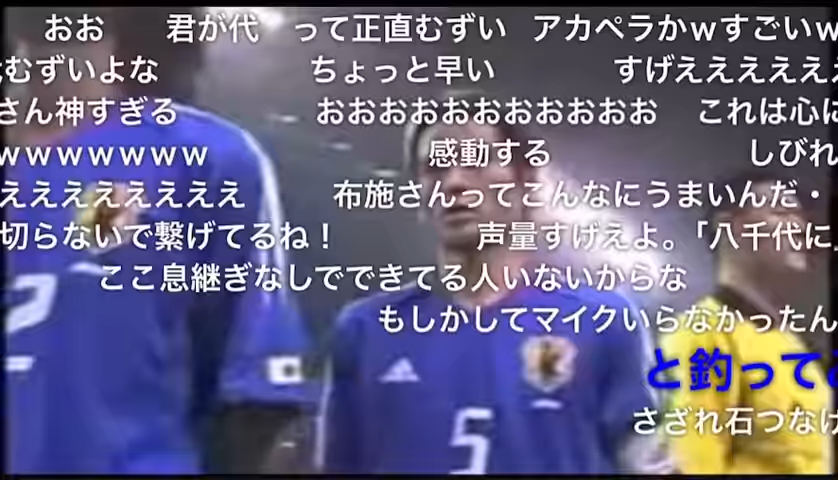 おお 君が代 って正直むずい アカペラかｗすごいｗ
むずいよな ちょっと早い すげえええええ
さん神すぎる おおおおおおおおおおお これは心に
ｗｗｗｗｗｗｗ 感動する しびれ
ええええええええ 布施さんってこんなにうまいんだ・
切らないで繋げてるね！ 声量すげえよ。「八千代に
ここ息継ぎなしでできてる人いないからな
もしかしてマイクいらなかったん
と釣って
さざれ石つなげ
2
5